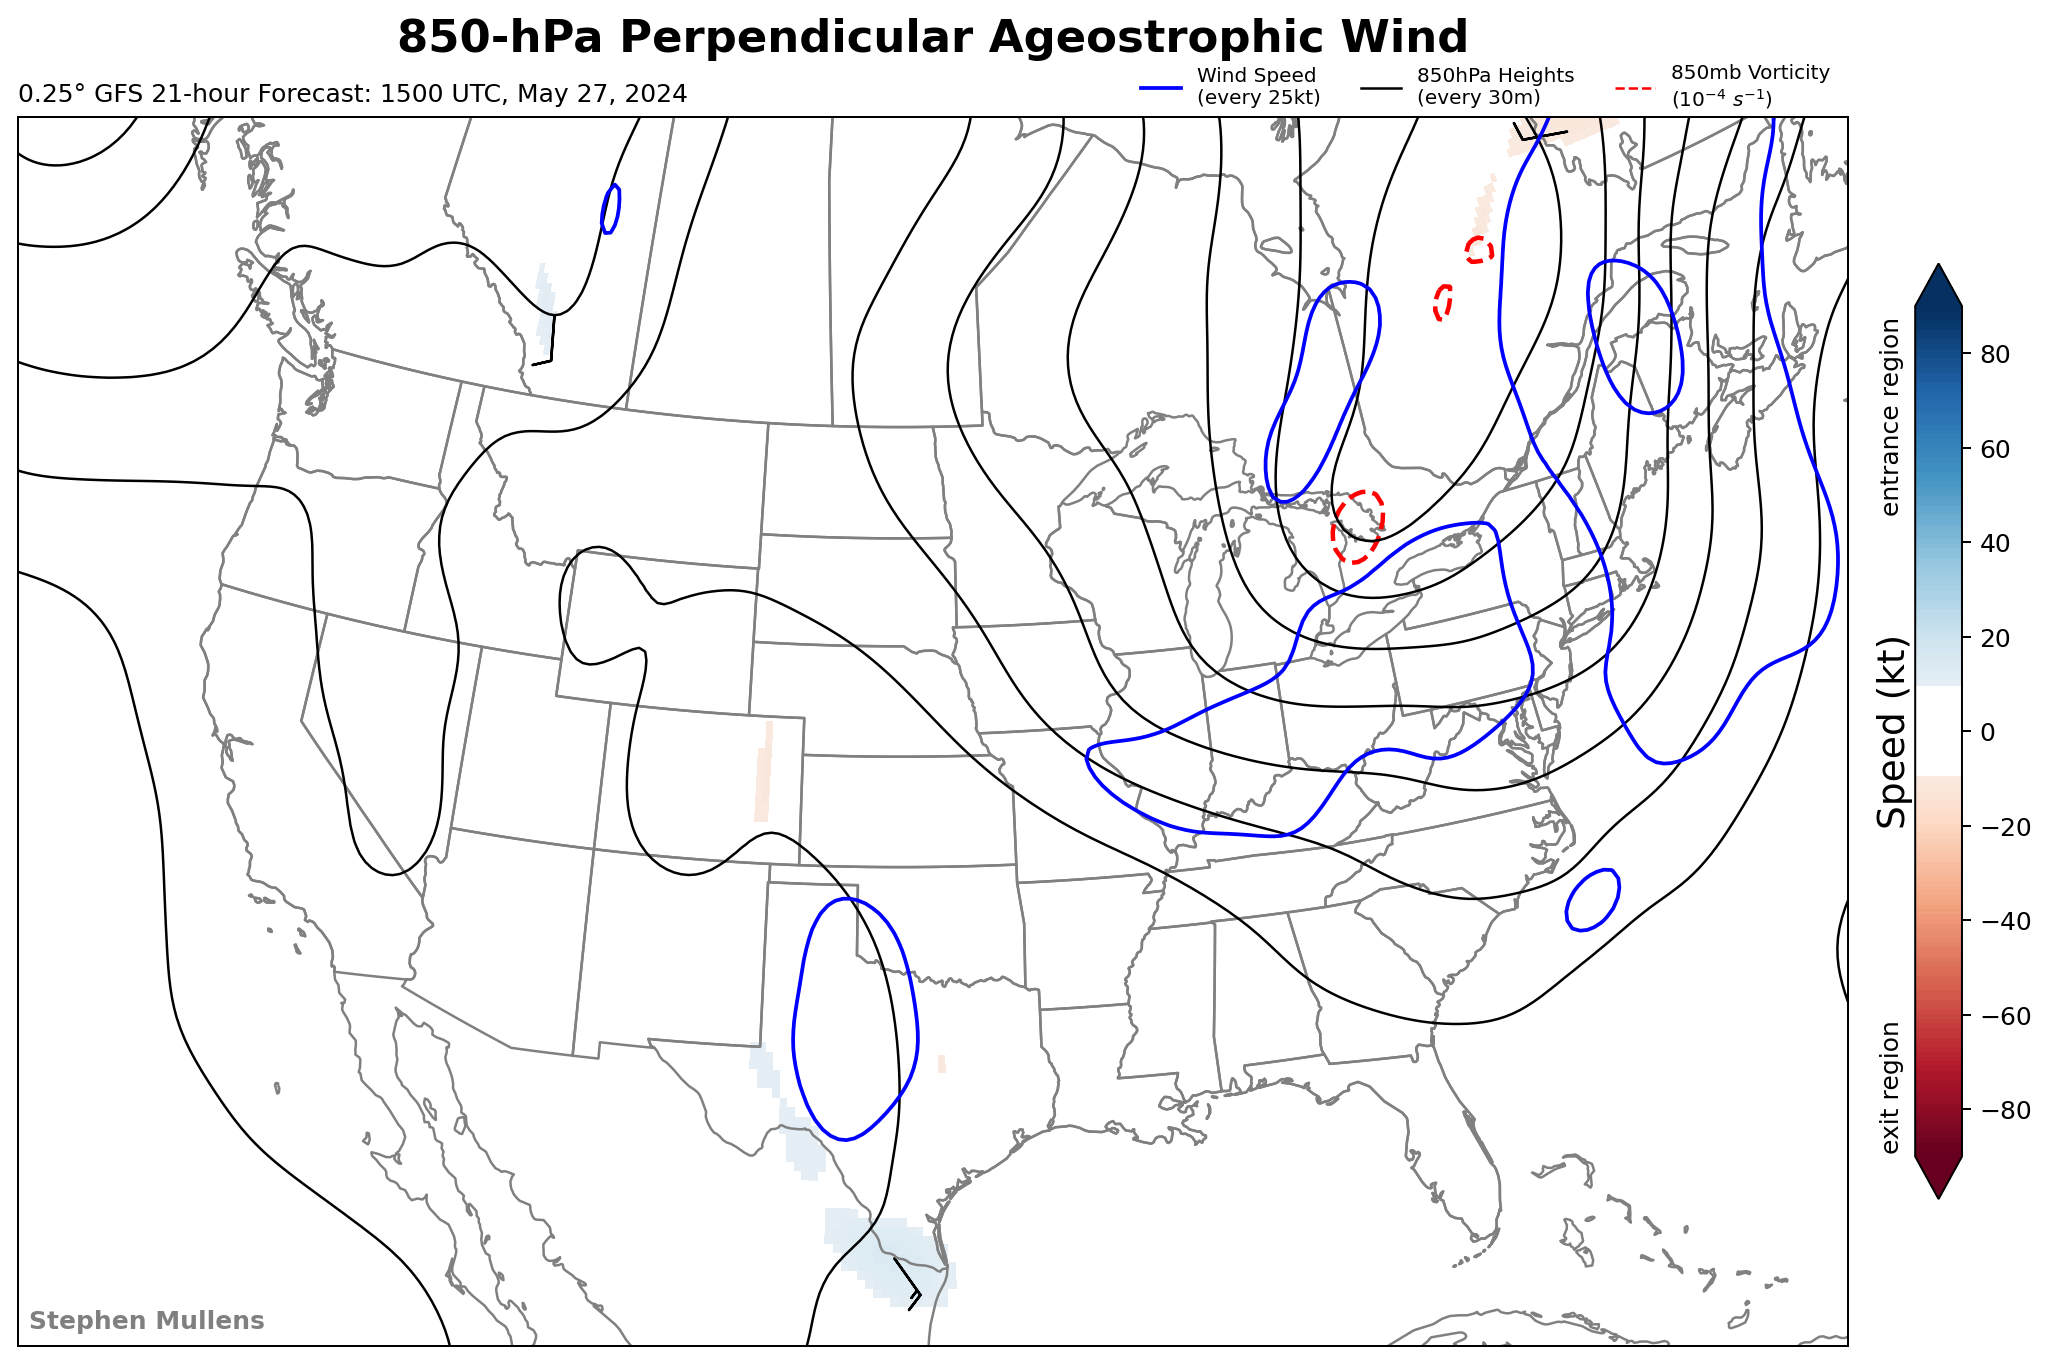 850-hPa Perpendicular Ageostrophic Wind
0.25° GFS 21-hour Forecast: 1500 UTC, May 27, 2024
Wind Speed
(every 25kt)
850hPa Heights
(every 30m)
850mb Vorticity
(10⁻⁴ s⁻¹)
entrance region
Speed (kt)
exit region
80
60
40
20
0
−20
−40
−60
−80
Stephen Mullens